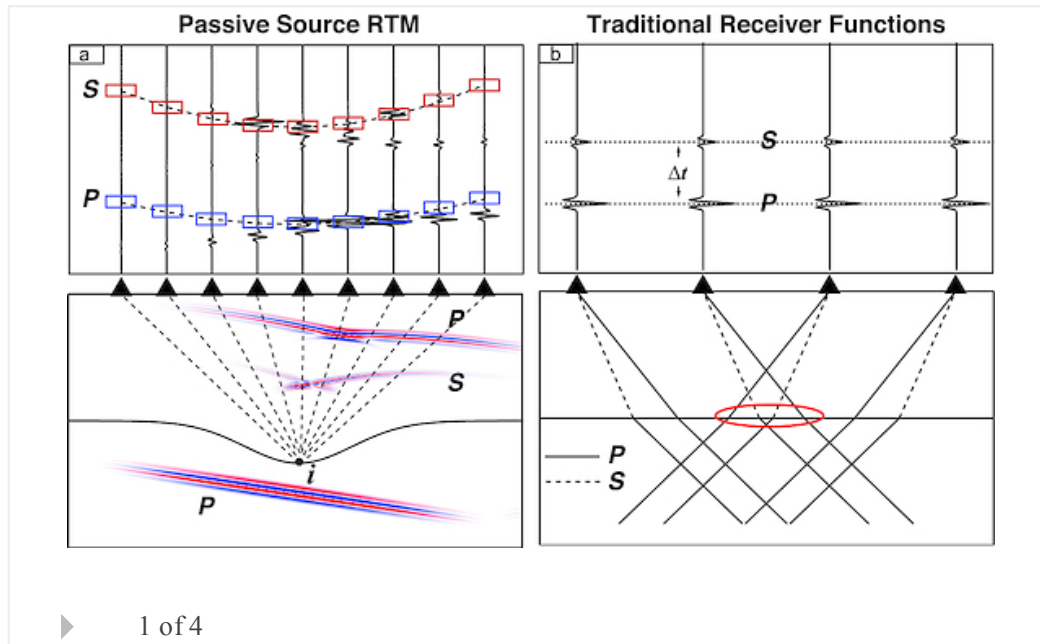 Passive Source RTM
Traditional Receiver Functions
a
b
S
P
S
Δt
P
P
S
i
P
P
S
1 of 4